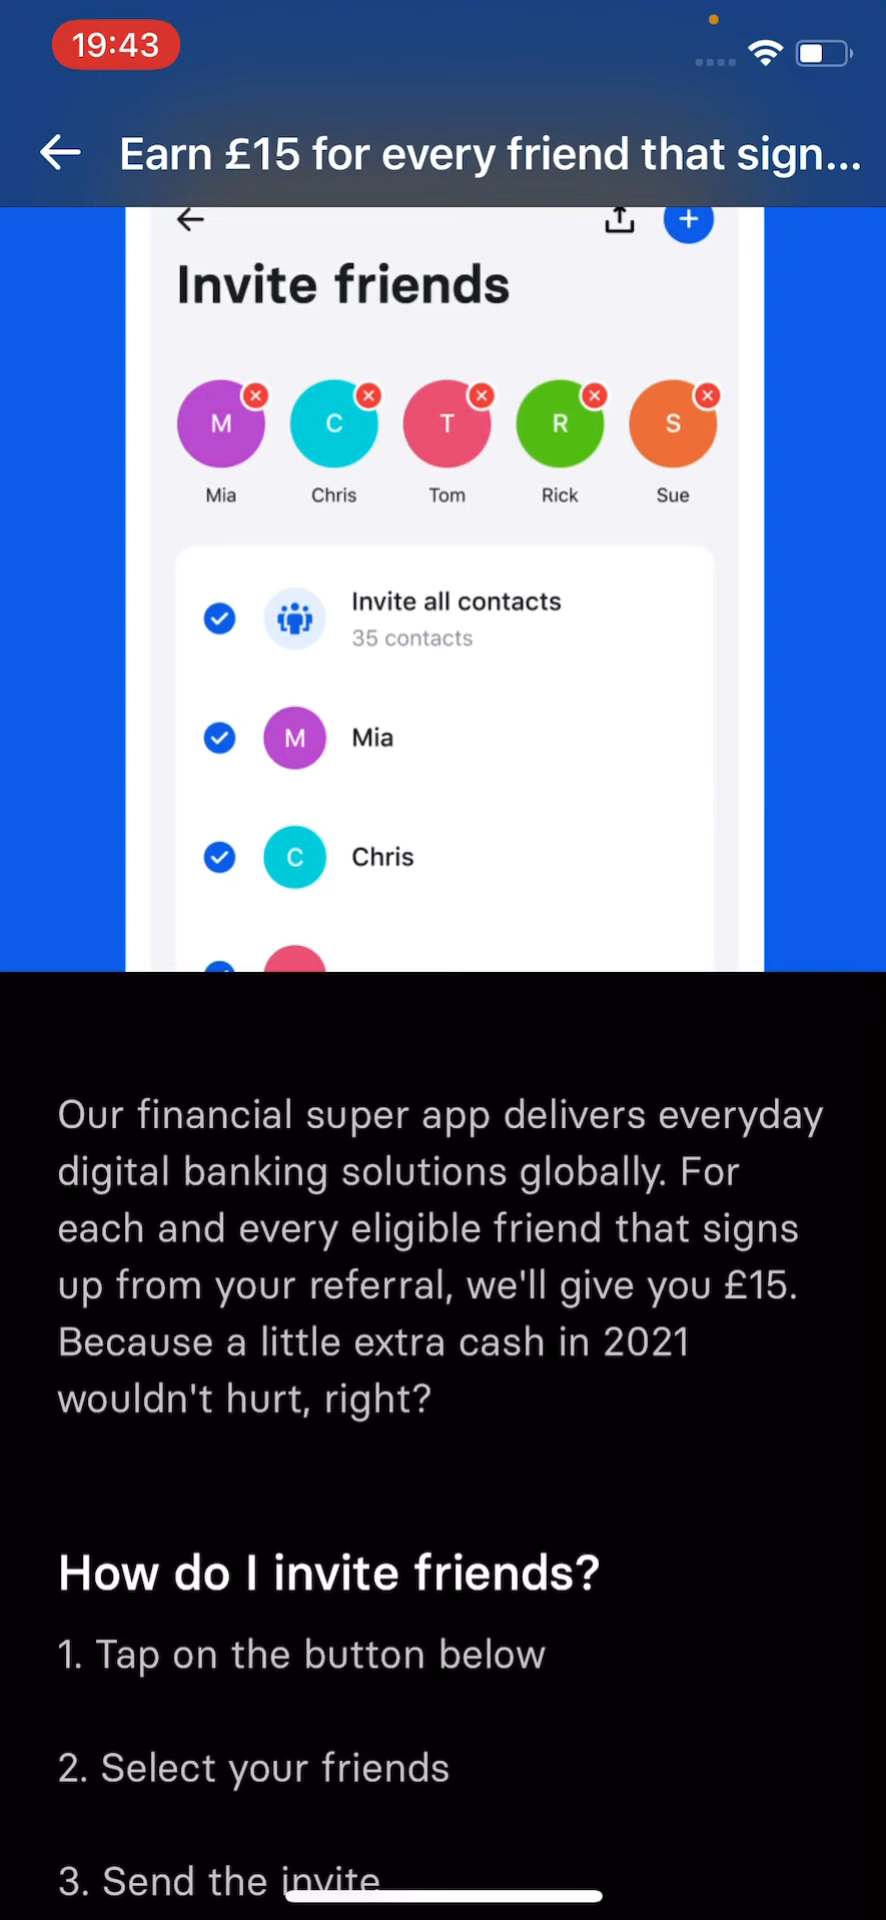 19:43
Earn £15 for every friend that sign...
Invite friends
M C T R S
Mia Chris Tom Rick Sue
Invite all contacts
35 contacts
M Mia
C Chris
Our financial super app delivers everyday
digital banking solutions globally. For
each and every eligible friend that signs
up from your referral, we'll give you £15.
Because a little extra cash in 2021
wouldn't hurt, right?
How do I invite friends?
1. Tap on the button below
2. Select your friends
3. Send the invite